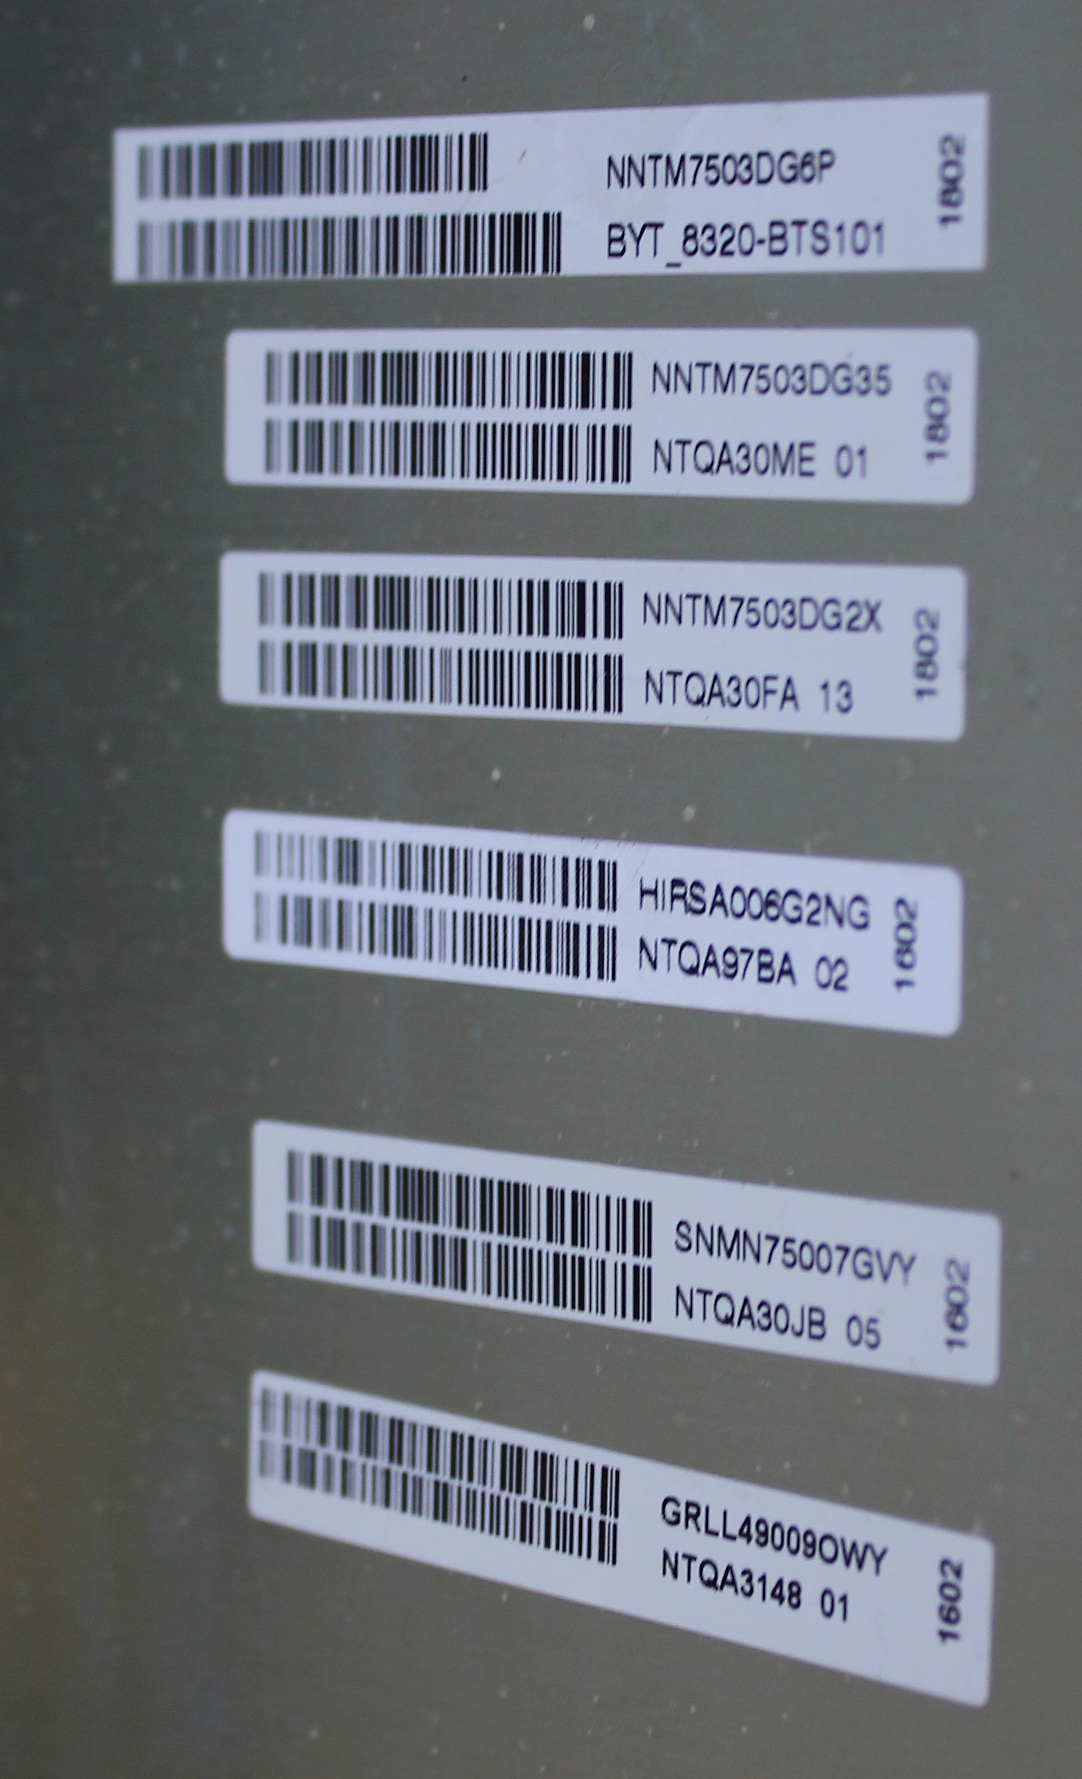 NNTM7503DG6P
BYT_8320-BTS101
1802
NNTM7503DG35
NTQA30ME 01
1802
NNTM7503DG2X
NTQA30FA 13
1802
HIRSA006G2NG
NTQA97BA 02
1602
SNMN75007GVY
NTQA30JB 05
1602
GRLL49009OWY
NTQA3148 01
1602